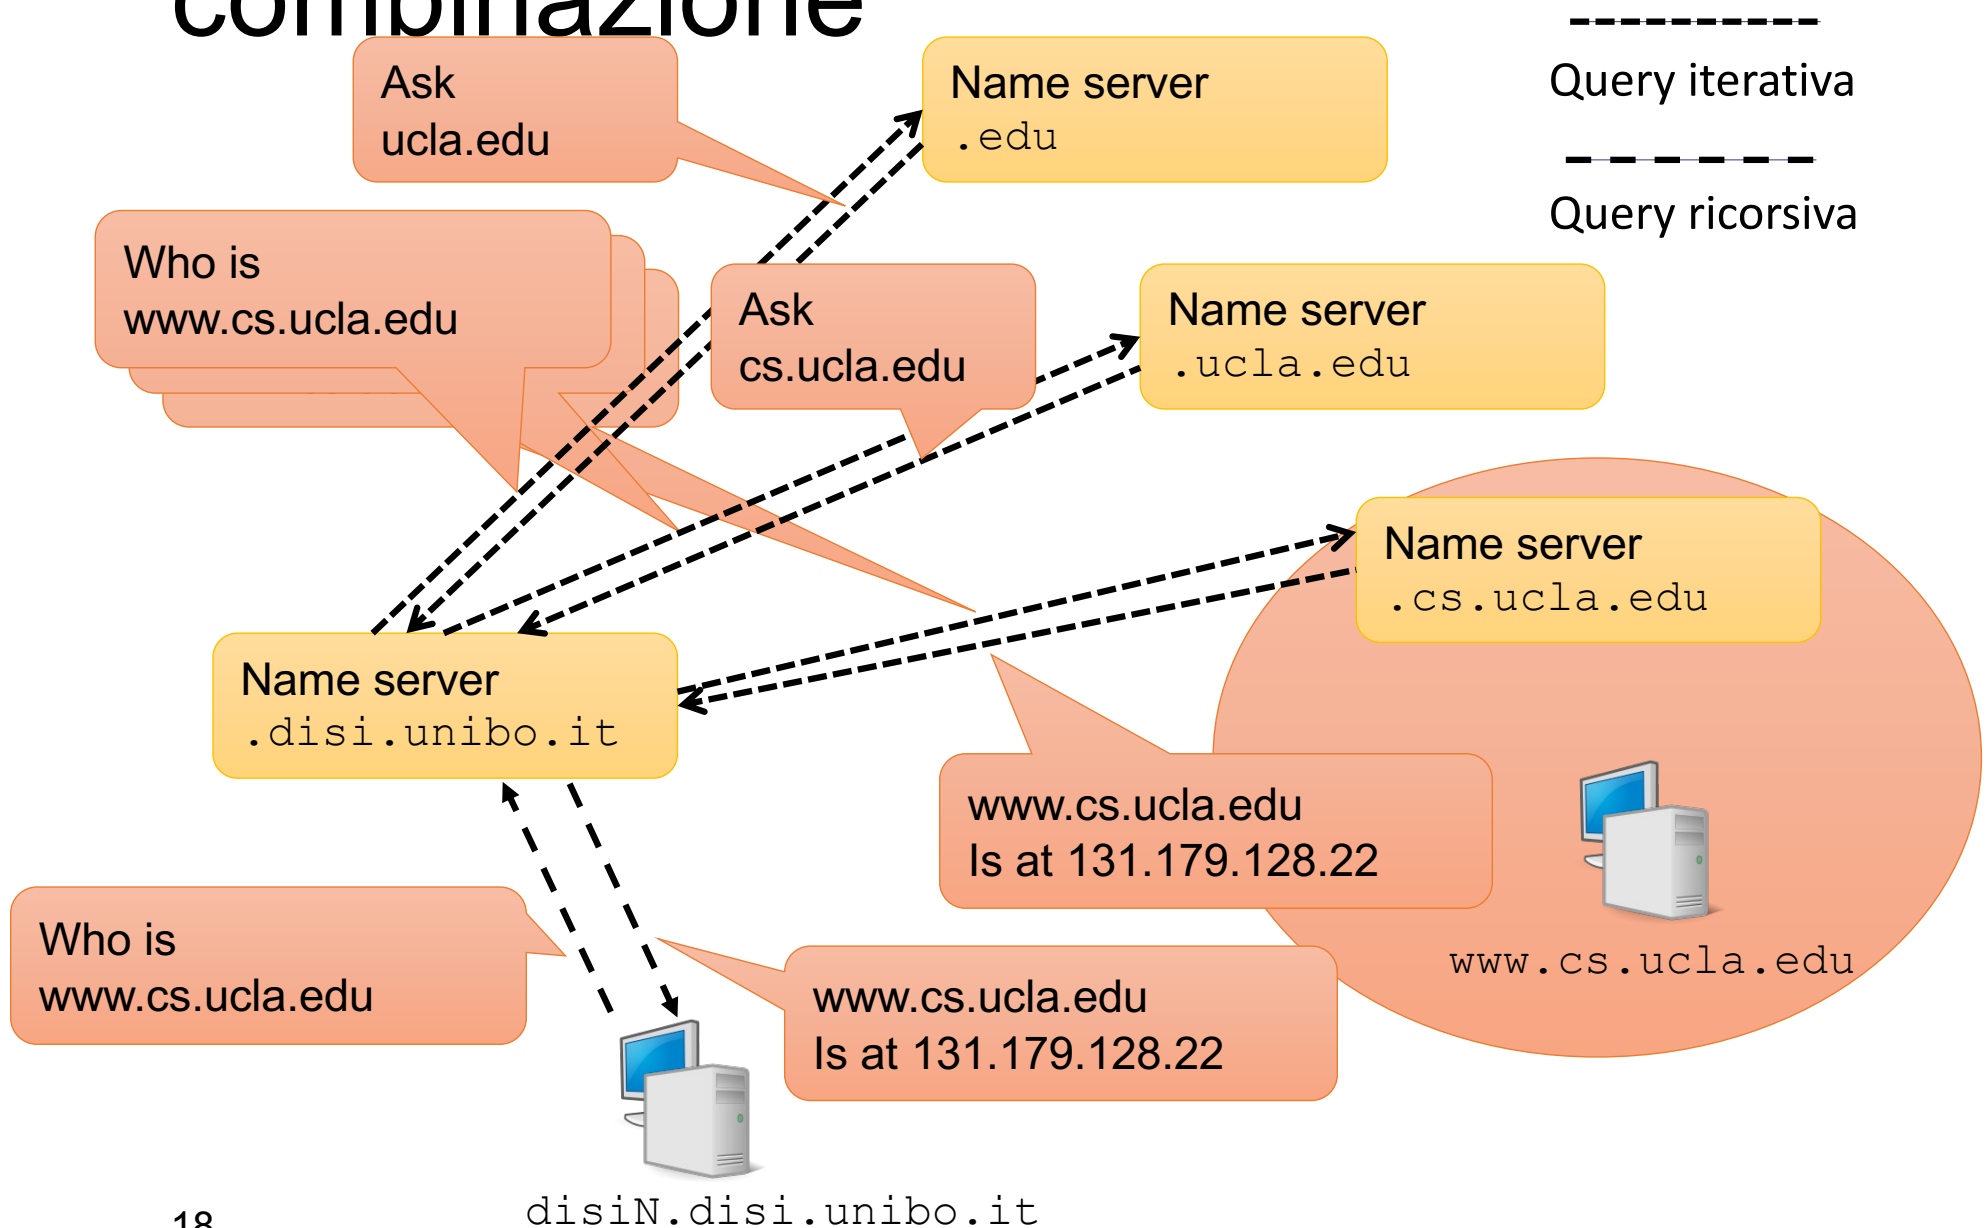 combinazione
Ask
ucla.edu
Name server
.edu
Query iterativa
Query ricorsiva
Who is
www.cs.ucla.edu
Ask
cs.ucla.edu
Name server
.ucla.edu
Name server
.cs.ucla.edu
Name server
.disi.unibo.it
www.cs.ucla.edu
Is at 131.179.128.22
www.cs.ucla.edu
Who is
www.cs.ucla.edu
www.cs.ucla.edu
Is at 131.179.128.22
disiN.disi.unibo.it
18